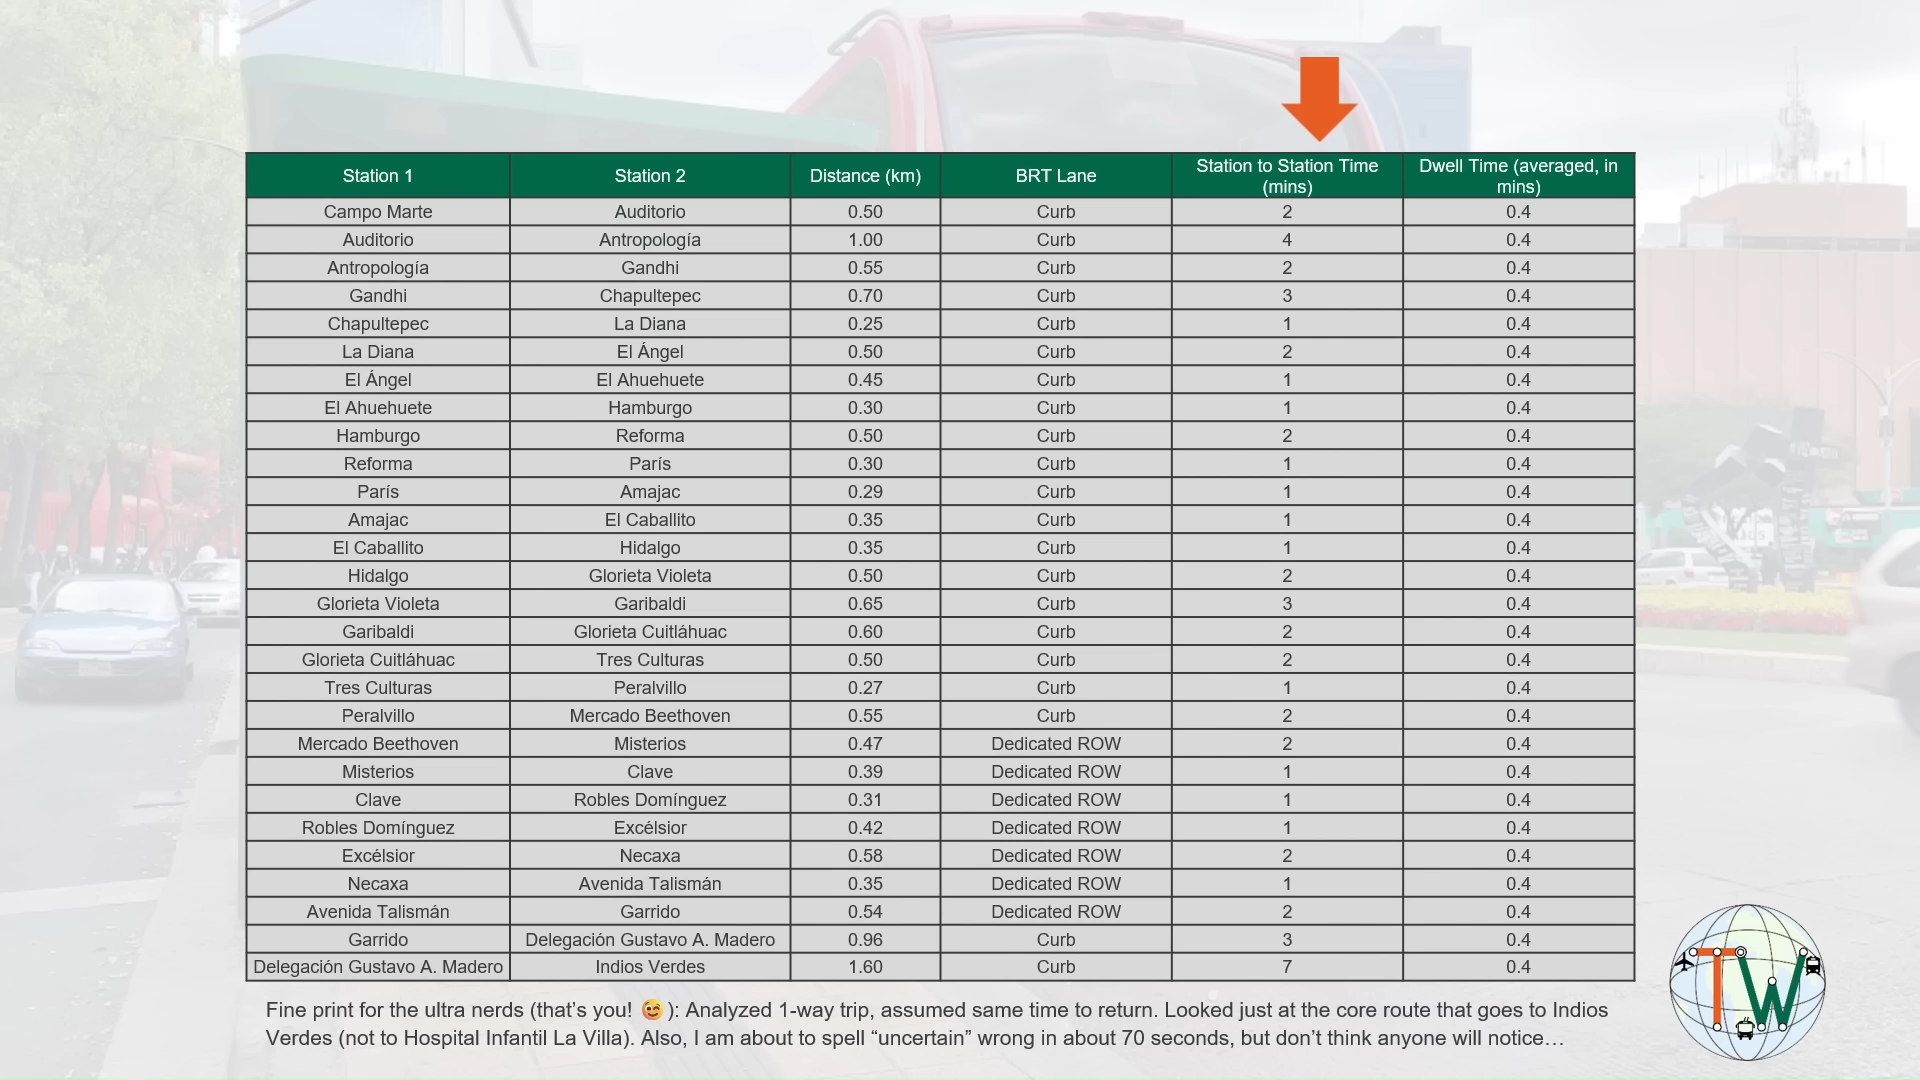 Station 1 Station 2 Distance (km) BRT Lane Station to Station Time (mins) Dwell Time (averaged, in mins)
Campo Marte Auditorio 0.50 Curb 2 0.4
Auditorio Antropología 1.00 Curb 4 0.4
Antropología Gandhi 0.55 Curb 2 0.4
Gandhi Chapultepec 0.70 Curb 3 0.4
Chapultepec La Diana 0.25 Curb 1 0.4
La Diana El Ángel 0.50 Curb 2 0.4
El Ángel El Ahuehuete 0.45 Curb 1 0.4
El Ahuehuete Hamburgo 0.30 Curb 1 0.4
Hamburgo Reforma 0.50 Curb 2 0.4
Reforma París 0.30 Curb 1 0.4
París Amajac 0.29 Curb 1 0.4
Amajac El Caballito 0.35 Curb 1 0.4
El Caballito Hidalgo 0.35 Curb 1 0.4
Hidalgo Glorieta Violeta 0.50 Curb 2 0.4
Glorieta Violeta Garibaldi 0.65 Curb 3 0.4
Garibaldi Glorieta Cuitláhuac 0.60 Curb 2 0.4
Glorieta Cuitláhuac Tres Culturas 0.50 Curb 2 0.4
Tres Culturas Peralvillo 0.27 Curb 1 0.4
Peralvillo Mercado Beethoven 0.55 Curb 2 0.4
Mercado Beethoven Misterios 0.47 Dedicated ROW 2 0.4
Misterios Clave 0.39 Dedicated ROW 1 0.4
Clave Robles Domínguez 0.31 Dedicated ROW 1 0.4
Robles Domínguez Excélsior 0.42 Dedicated ROW 1 0.4
Excélsior Necaxa 0.58 Dedicated ROW 2 0.4
Necaxa Avenida Talismán 0.35 Dedicated ROW 1 0.4
Avenida Talismán Garrido 0.54 Dedicated ROW 2 0.4
Garrido Delegación Gustavo A. Madero 0.96 Curb 3 0.4
Delegación Gustavo A. Madero Indios Verdes 1.60 Curb 7 0.4
Fine print for the ultra nerds (that's you! 😉): Analyzed 1-way trip, assumed same time to return. Looked just at the core route that goes to Indios
Verdes (not to Hospital Infantil La Villa). Also, I am about to spell “uncertain” wrong in about 70 seconds, but don't think anyone will notice…
TW